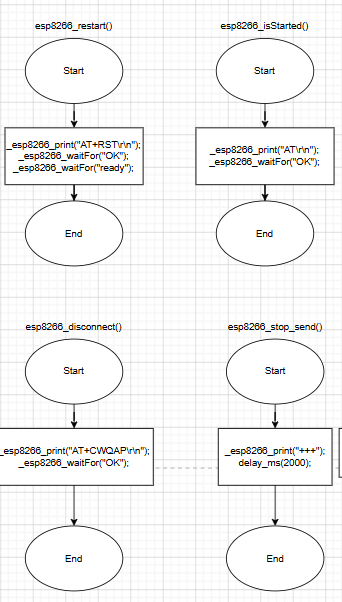 esp8266_restart()
Start
_esp8266_print("AT+RST\r\n");
_esp8266_waitFor("OK");
_esp8266_waitFor("ready");
End
esp8266_isStarted()
Start
_esp8266_print("AT\r\n");
_esp8266_waitFor("OK");
End
esp8266_disconnect()
Start
_esp8266_print("AT+CWQAP\r\n");
_esp8266_waitFor("OK");
End
esp8266_stop_send()
Start
_esp8266_print("+++");
delay_ms(2000);
End